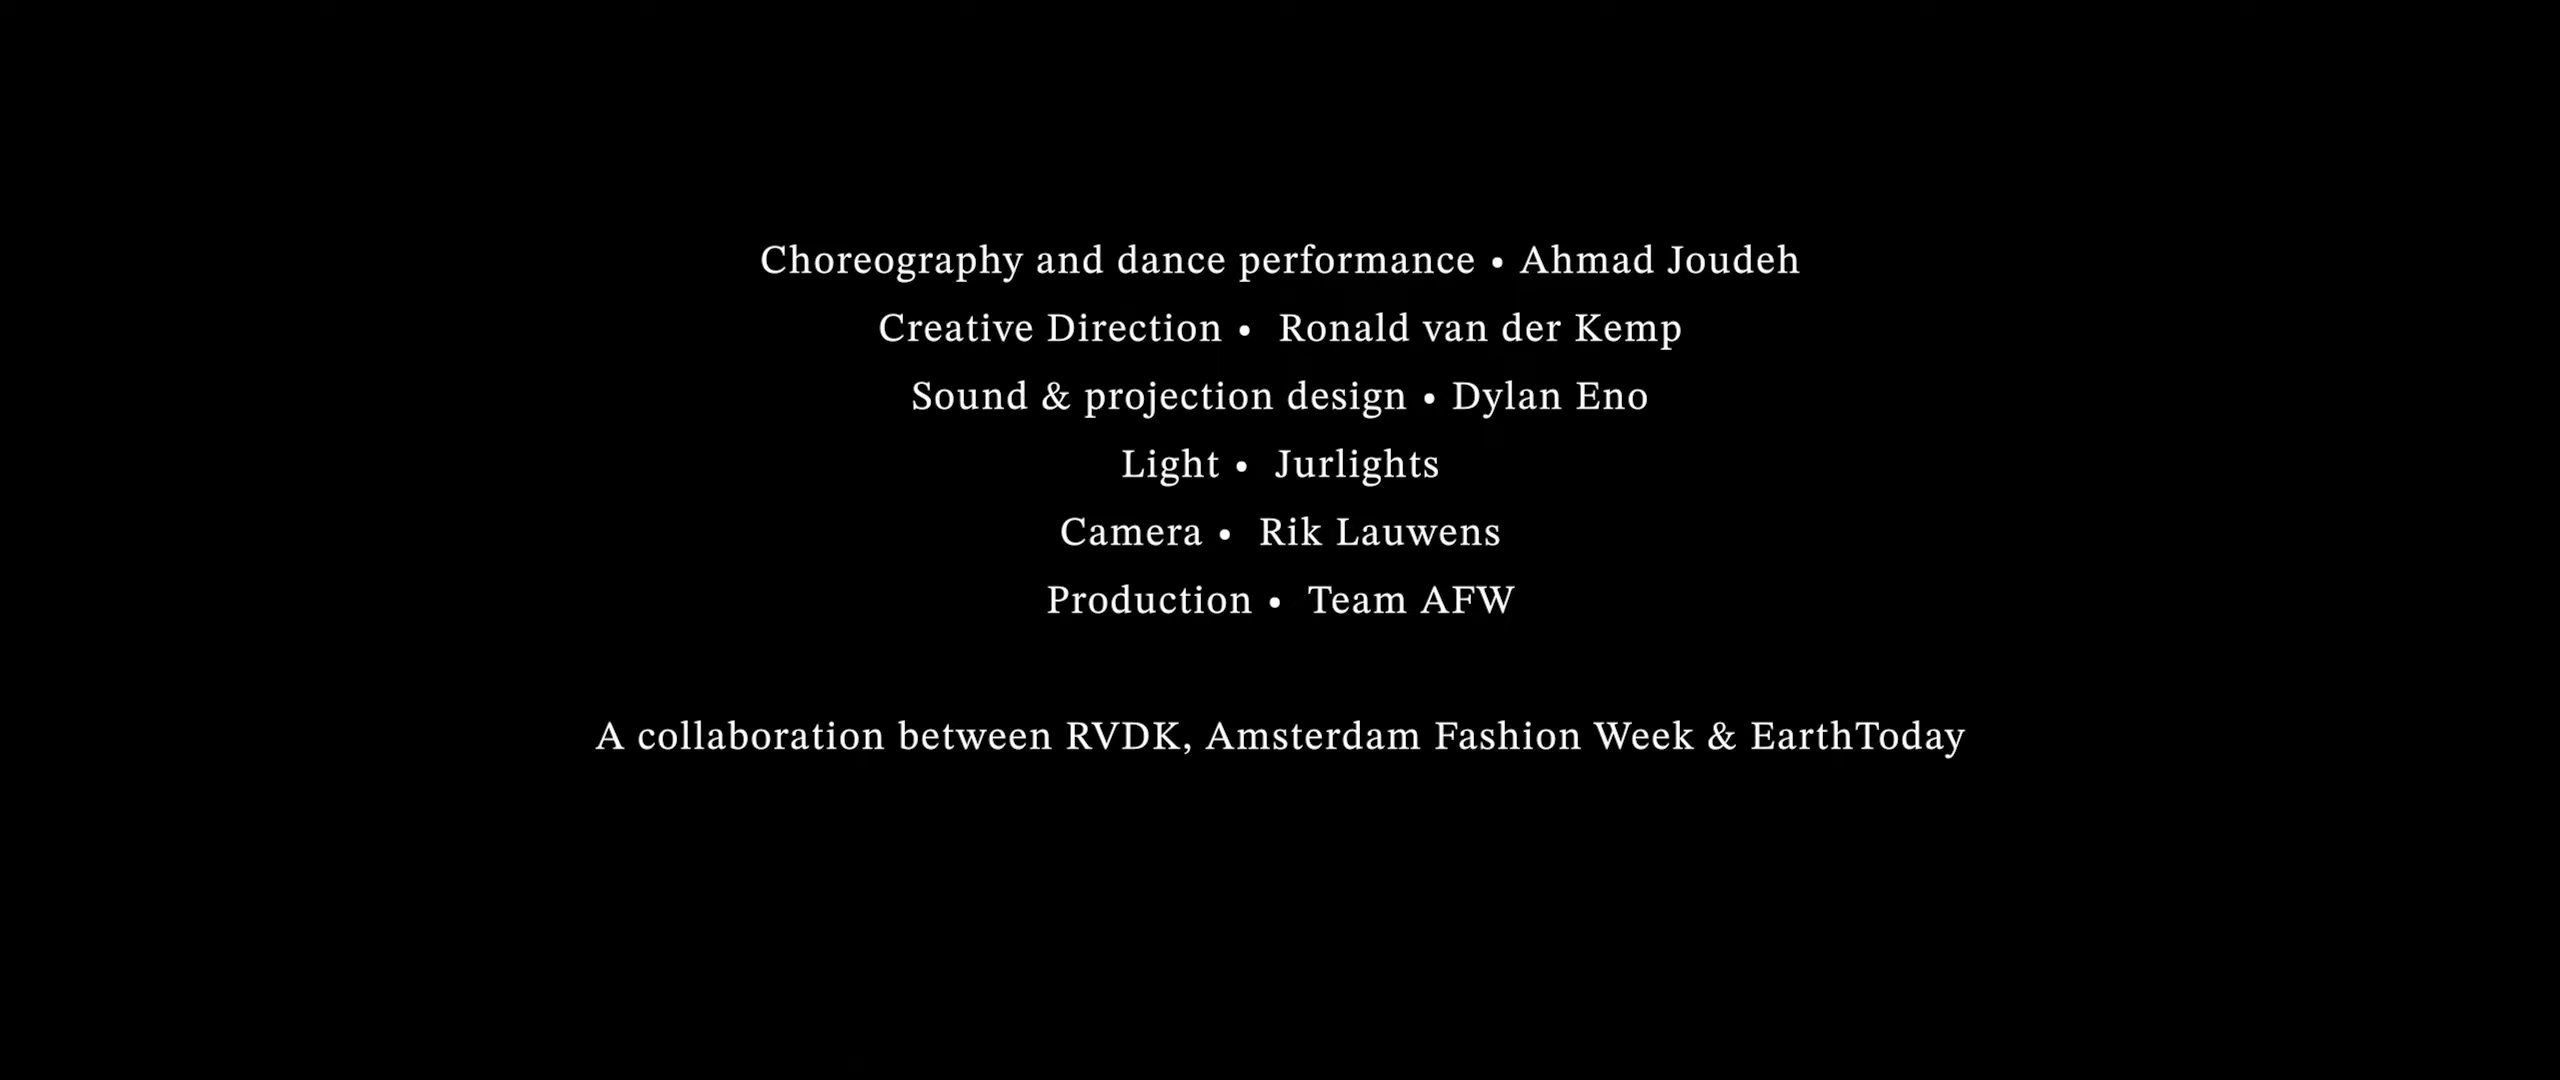 Choreography and dance performance • Ahmad Joudeh
Creative Direction • Ronald van der Kemp
Sound & projection design • Dylan Eno
Light • Jurlights
Camera • Rik Lauwens
Production • Team AFW
A collaboration between RVDK, Amsterdam Fashion Week & EarthToday